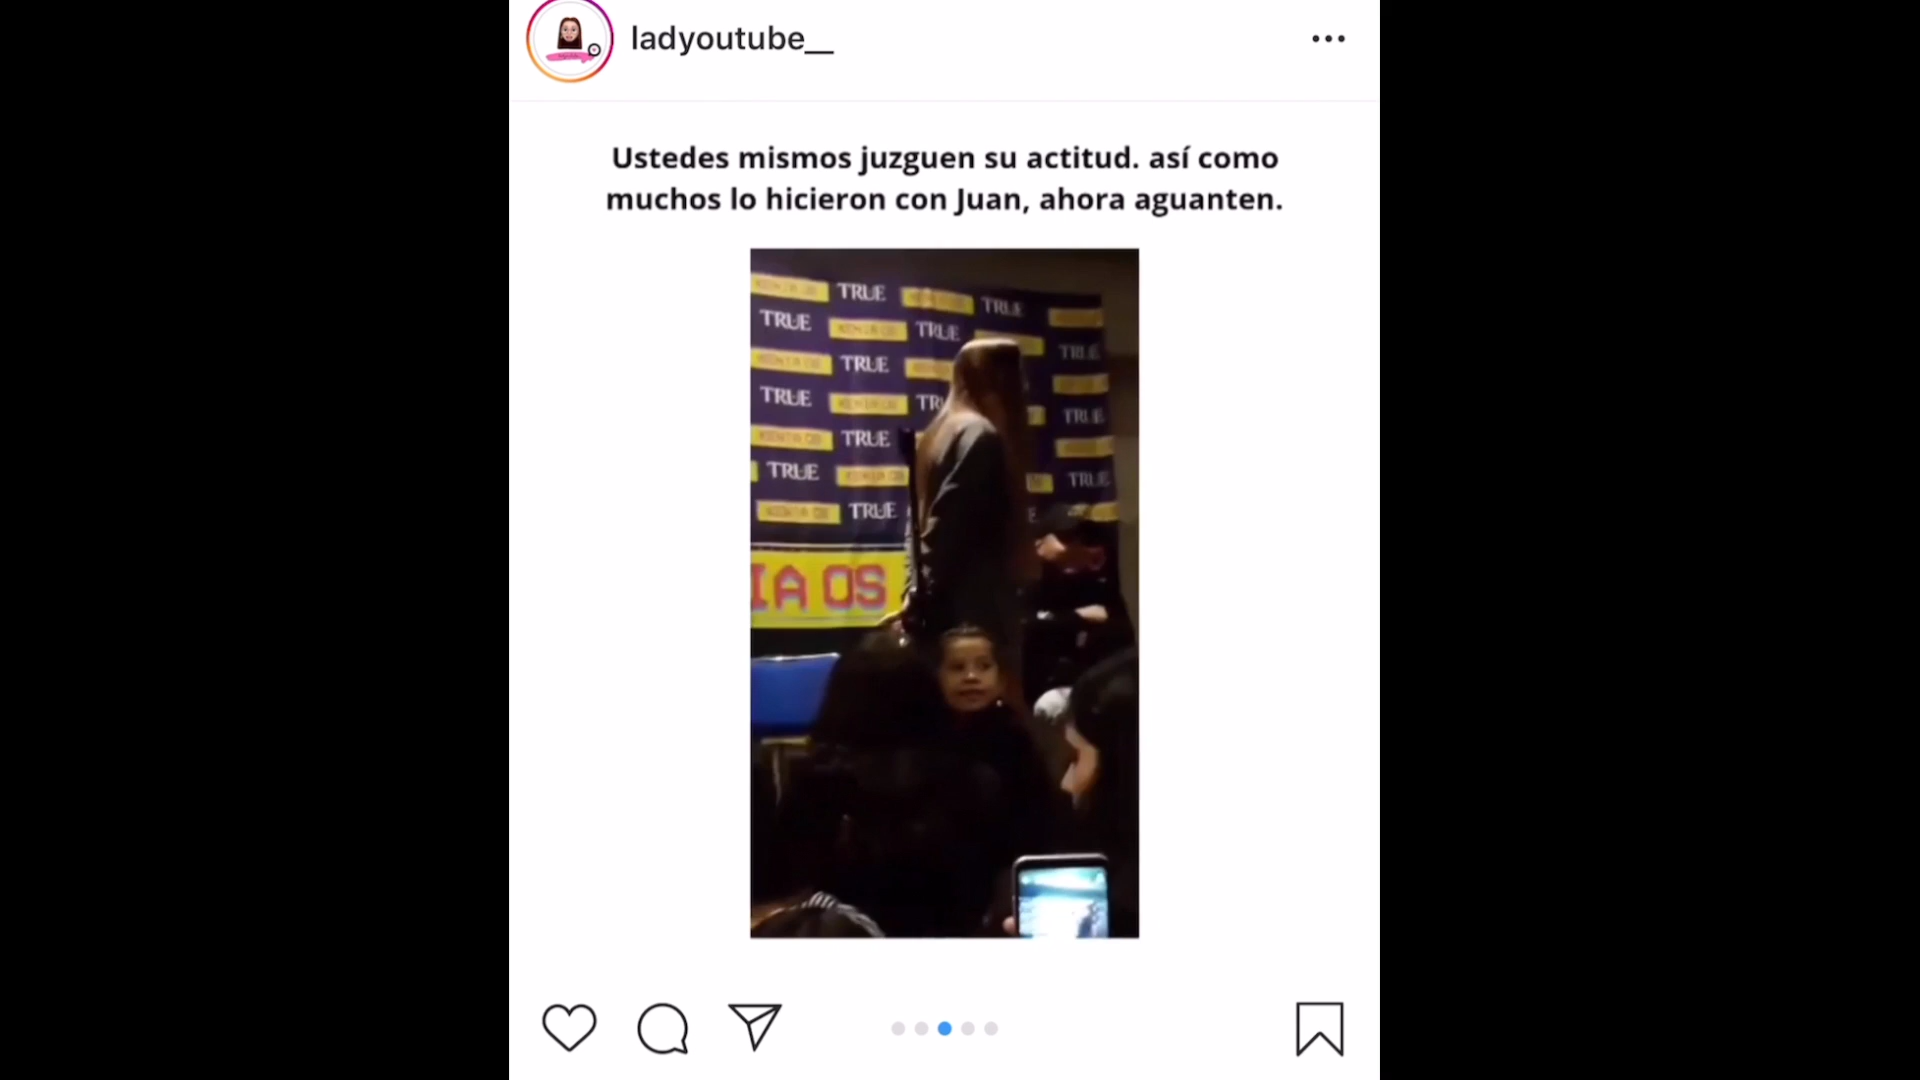 ladyoutube__
Ustedes mismos juzguen su actitud. así como
muchos lo hicieron con Juan, ahora aguanten.
TRUE TRUE
TRUE TRUE TRUE
TRUE
TRUE TRU TRUE
TRUE
TRUE TRUE
TRUE E
IA OS